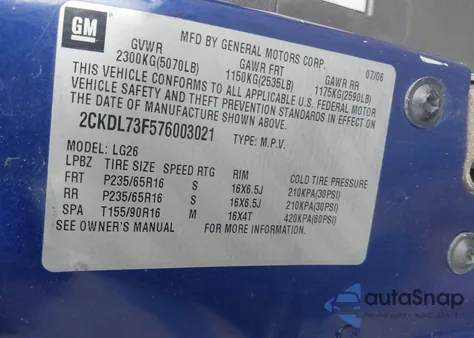 GM
MFD BY GENERAL MOTORS CORP. 07/06
GVWR GAWR FRT GAWR RR
2300KG(5070LB) 1150KG(2535LB) 1175KG(2590LB)
THIS VEHICLE CONFORMS TO ALL APPLICABLE U.S. FEDERAL MOTOR
VEHICLE SAFETY AND THEFT PREVENTION STANDARDS IN EFFECT ON
THE DATE OF MANUFACTURE SHOWN ABOVE.
2CKDL73F576003021 TYPE: M.P.V.
MODEL: LG26
LPBZ TIRE SIZE SPEED RTG RIM COLD TIRE PRESSURE
FRT P235/65R16 S 16X6.5J 210KPA(30PSI)
RR P235/65R16 S 16X6.5J 210KPA(30PSI)
SPA T155/90R16 M 16X4T 420KPA(60PSI)
SEE OWNER'S MANUAL FOR MORE INFORMATION.
autoSnap